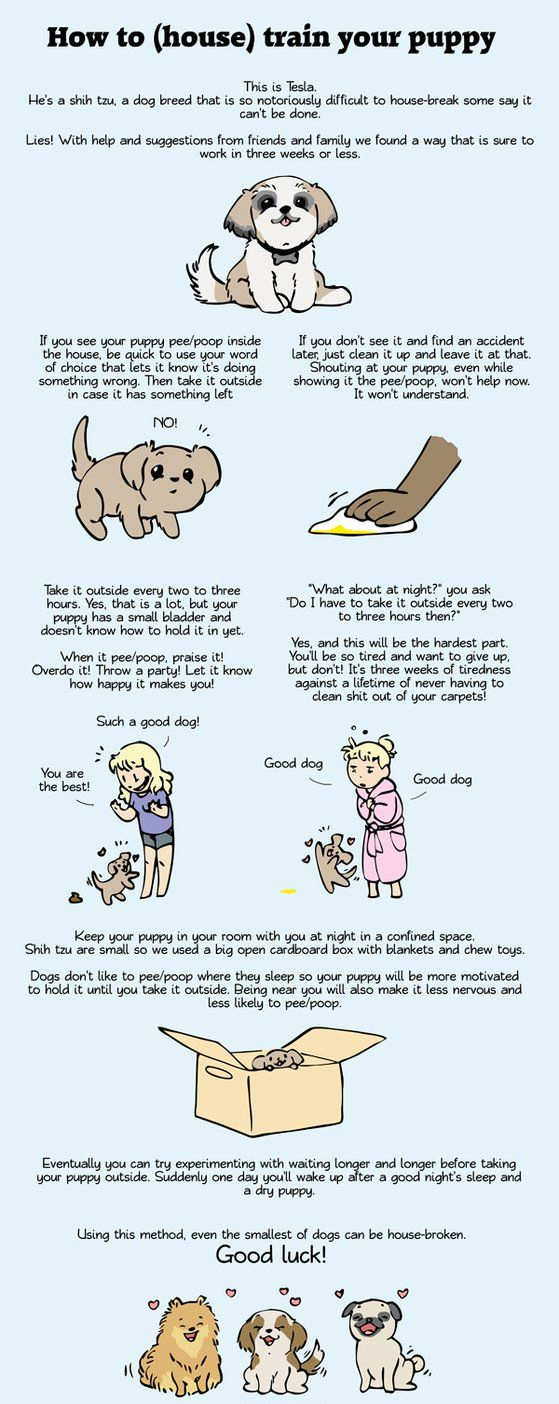 How to (house) train your puppy
This is Tesla.
He's a shih tzu, a dog breed that is so notoriously difficult to house-break some say it
can't be done.
Lies! With help and suggestions from friends and family we found a way that is sure to
work in three weeks or less.
If you see your puppy pee/poop inside
the house, be quick to use your word
of choice that lets it know it's doing
something wrong. Then take it outside
in case it has something left
If you don't see it and find an accident
later, just clean it up and leave it at that.
Shouting at your puppy, even while
showing it the pee/poop, won't help now.
It won't understand.
NO!
Take it outside every two to three
hours. Yes, that is a lot, but your
puppy has a small bladder and
doesn't know how to hold it in yet.
When it pee/poop, praise it!
Overdo it! Throw a party! Let it know
how happy it makes you!
"What about at night?" you ask
"Do I have to take it outside every two
to three hours then?"
Yes, and this will be the hardest part.
You'll be so tired and want to give up,
but don't! It's three weeks of tiredness
against a lifetime of never having to
clean shit out of your carpets!
Such a good dog!
You are
the best!
Good dog
Good dog
Keep your puppy in your room with you at night in a confined space.
Shih tzu are small so we used a big open cardboard box with blankets and chew toys.
Dogs don't like to pee/poop where they sleep so your puppy will be more motivated
to hold it until you take it outside. Being near you will also make it less nervous and
less likely to pee/poop.
Eventually you can try experimenting with waiting longer and longer before taking
your puppy outside. Suddenly one day you'll wake up after a good night's sleep and
a dry puppy.
Using this method, even the smallest of dogs can be house-broken.
Good luck!